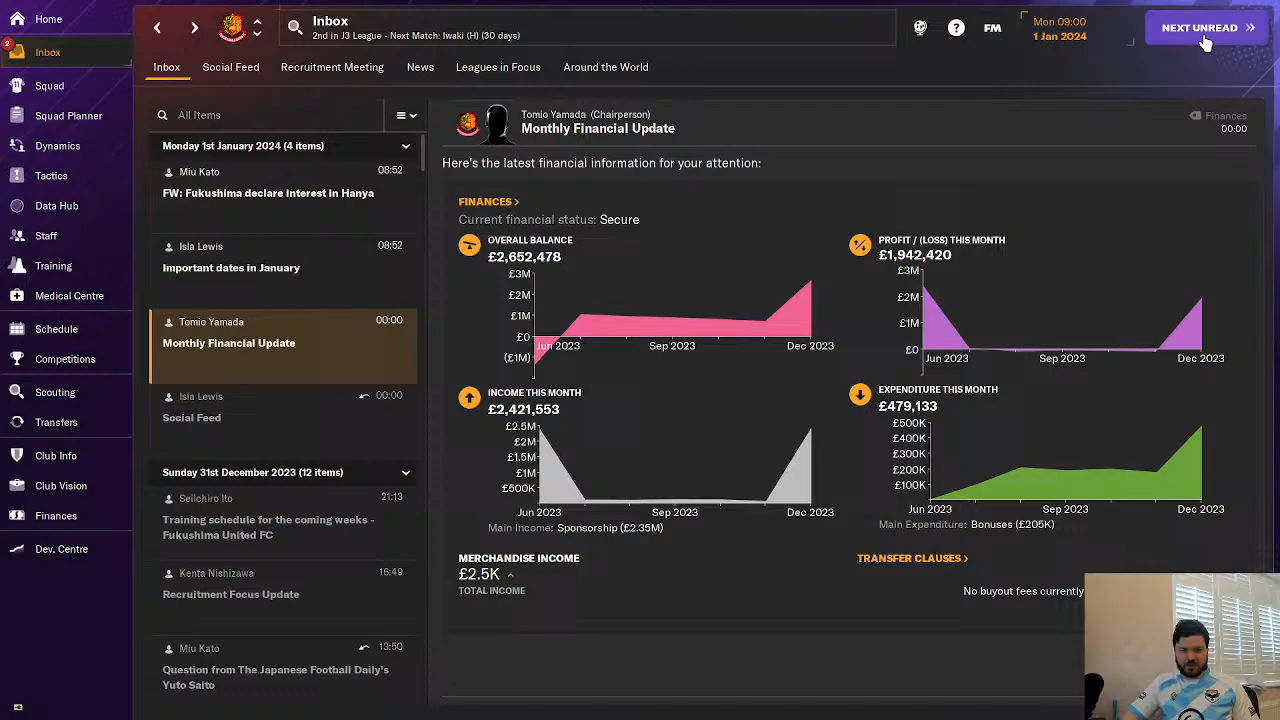 Home
2
Inbox
Squad
Squad Planner
Dynamics
Tactics
Data Hub
Staff
Training
Medical Centre
Schedule
Competitions
Scouting
Transfers
Club Info
Club Vision
Finances
Dev. Centre
Inbox
2nd in J3 League - Next Match: Iwaki (H) (30 days)
?
FM
Mon 09:00
1 Jan 2024
NEXT UNREAD
Inbox
Social Feed
Recruitment Meeting
News
Leagues in Focus
Around the World
All Items
Monday 1st January 2024 (4 items)
Miu Kato 08:52
FW: Fukushima declare interest in Hanya
Isla Lewis 08:52
Important dates in January
Tomio Yamada 00:00
Monthly Financial Update
Isla Lewis 00:00
Social Feed
Sunday 31st December 2023 (12 items)
Seiichiro Ito 21:13
Training schedule for the coming weeks -
Fukushima United FC
Kenta Nishizawa 16:49
Recruitment Focus Update
Miu Kato 13:50
Question from The Japanese Football Daily's
Yuto Saito
Tomio Yamada (Chairperson)
Monthly Financial Update
Finances
00:00
Here's the latest financial information for your attention:
FINANCES >
Current financial status: Secure
OVERALL BALANCE
£2,652,478
£3M
£2M
£1M
£0
(£1M)
Jun 2023 Sep 2023 Dec 2023
PROFIT / (LOSS) THIS MONTH
£1,942,420
£3M
£2M
£1M
£0
Jun 2023 Sep 2023 Dec 2023
INCOME THIS MONTH
£2,421,553
£2.5M
£2M
£1.5M
£1M
£500K
Jun 2023 Sep 2023 Dec 2023
Main Income: Sponsorship (£2.35M)
EXPENDITURE THIS MONTH
£479,133
£500K
£400K
£300K
£200K
£100K
Jun 2023 Sep 2023 Dec 2023
Main Expenditure: Bonuses (£205K)
MERCHANDISE INCOME
£2.5K
TOTAL INCOME
TRANSFER CLAUSES >
No buyout fees currently